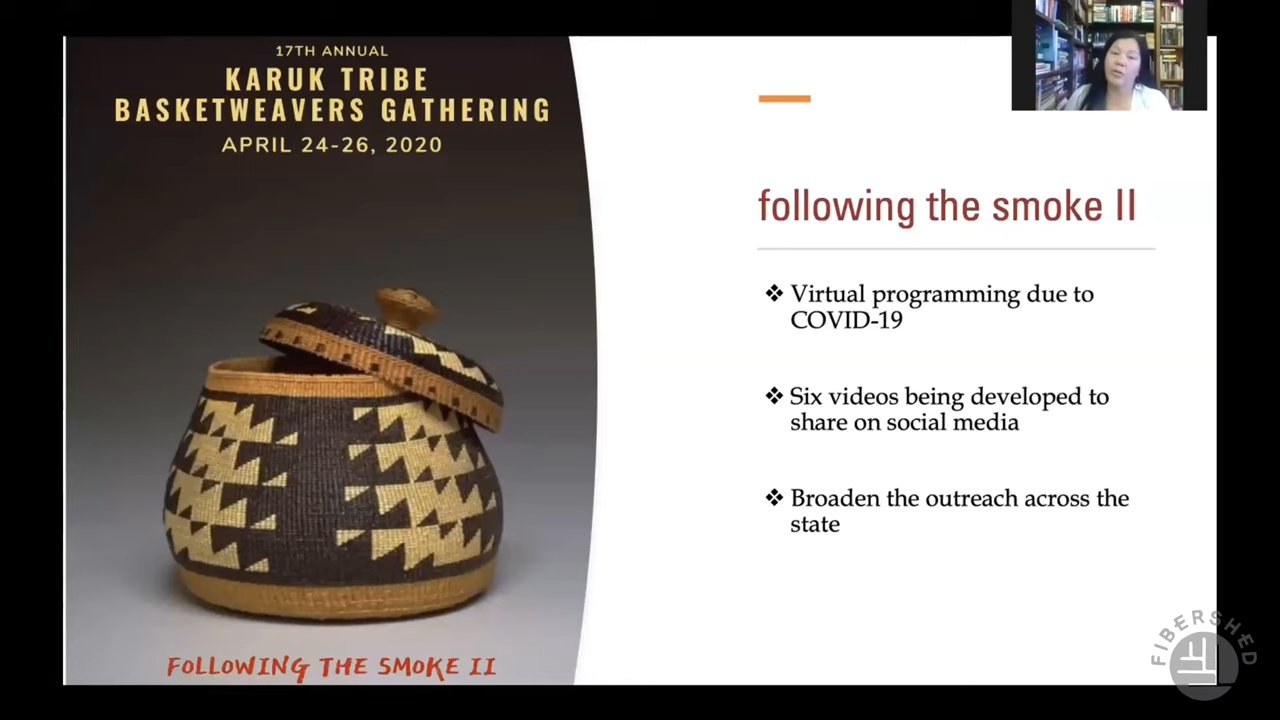 17TH ANNUAL
KARUK TRIBE
BASKETWEAVERS GATHERING
APRIL 24-26, 2020
FOLLOWING THE SMOKE II
following the smoke II
❖ Virtual programming due to
COVID-19
❖ Six videos being developed to
share on social media
❖ Broaden the outreach across the
state
FIBERSHED